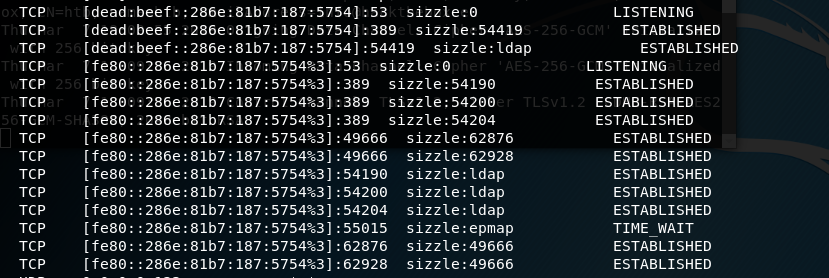 TCP [dead:beef::286e:81b7:187:5754]:53 sizzle:0 LISTENING
TCP [dead:beef::286e:81b7:187:5754]:389 sizzle:54419 ESTABLISHED
TCP [dead:beef::286e:81b7:187:5754]:54419 sizzle:ldap ESTABLISHED
TCP [fe80::286e:81b7:187:5754%3]:53 sizzle:0 LISTENING
TCP [fe80::286e:81b7:187:5754%3]:389 sizzle:54190 ESTABLISHED
TCP [fe80::286e:81b7:187:5754%3]:389 sizzle:54200 ESTABLISHED
TCP [fe80::286e:81b7:187:5754%3]:389 sizzle:54204 ESTABLISHED
TCP [fe80::286e:81b7:187:5754%3]:49666 sizzle:62876 ESTABLISHED
TCP [fe80::286e:81b7:187:5754%3]:49666 sizzle:62928 ESTABLISHED
TCP [fe80::286e:81b7:187:5754%3]:54190 sizzle:ldap ESTABLISHED
TCP [fe80::286e:81b7:187:5754%3]:54200 sizzle:ldap ESTABLISHED
TCP [fe80::286e:81b7:187:5754%3]:54204 sizzle:ldap ESTABLISHED
TCP [fe80::286e:81b7:187:5754%3]:55015 sizzle:epmap TIME_WAIT
TCP [fe80::286e:81b7:187:5754%3]:62876 sizzle:49666 ESTABLISHED
TCP [fe80::286e:81b7:187:5754%3]:62928 sizzle:49666 ESTABLISHED